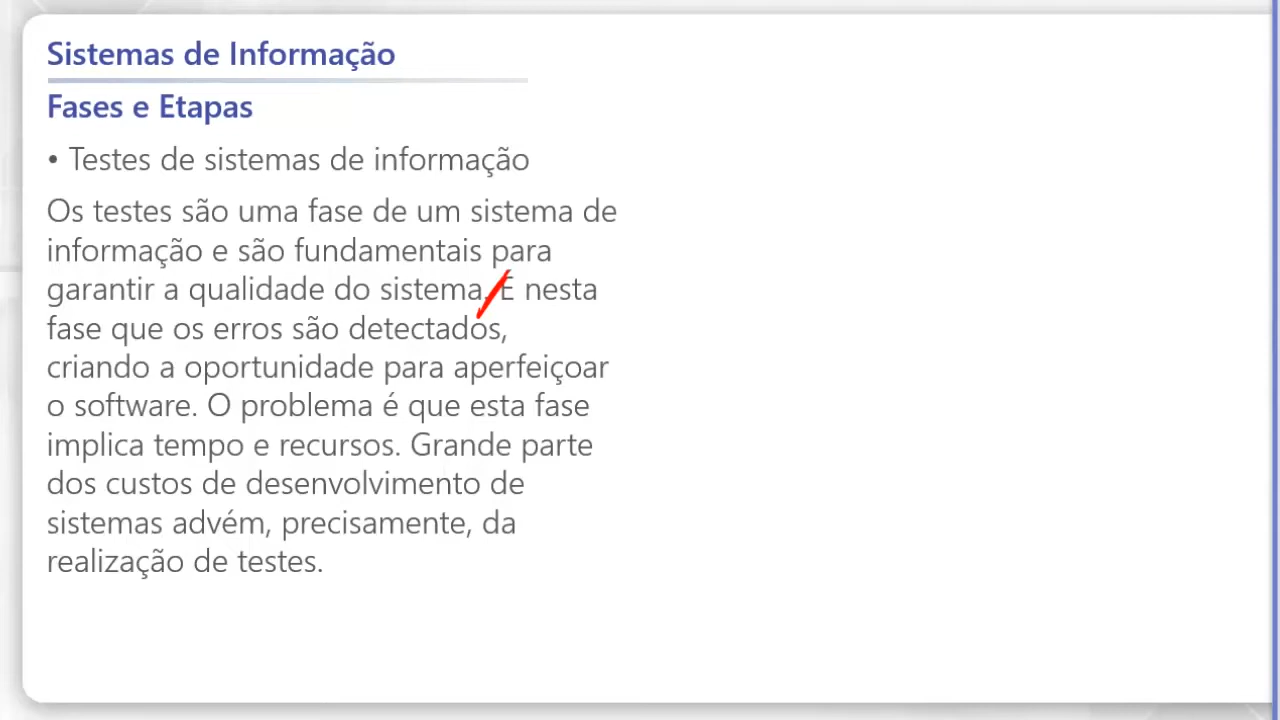 Sistemas de Informação
Fases e Etapas
• Testes de sistemas de informação
Os testes são uma fase de um sistema de
informação e são fundamentais para
garantir a qualidade do sistema. É nesta
fase que os erros são detectados,
criando a oportunidade para aperfeiçoar
o software. O problema é que esta fase
implica tempo e recursos. Grande parte
dos custos de desenvolvimento de
sistemas advém, precisamente, da
realização de testes.